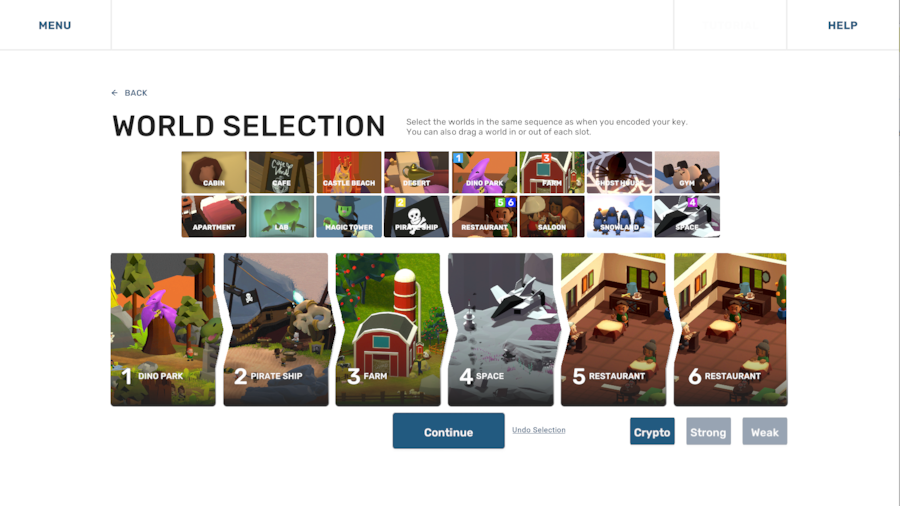 MENU
HELP
← BACK
WORLD SELECTION
Select the worlds in the same sequence as when you encoded your key.
You can also drag a world in or out of each slot.
CABIN
CAFE
CASTLE BEACH
DESERT
1
DINO PARK
3
FARM
GHOST HOUSE
GYM
APARTMENT
LAB
MAGIC TOWER
2
PIRATE SHIP
5 6
RESTAURANT
SALOON
SNOWLAND
4
SPACE
1 DINO PARK
2 PIRATE SHIP
3 FARM
4 SPACE
5 RESTAURANT
6 RESTAURANT
Continue
Undo Selection
Crypto
Strong
Weak